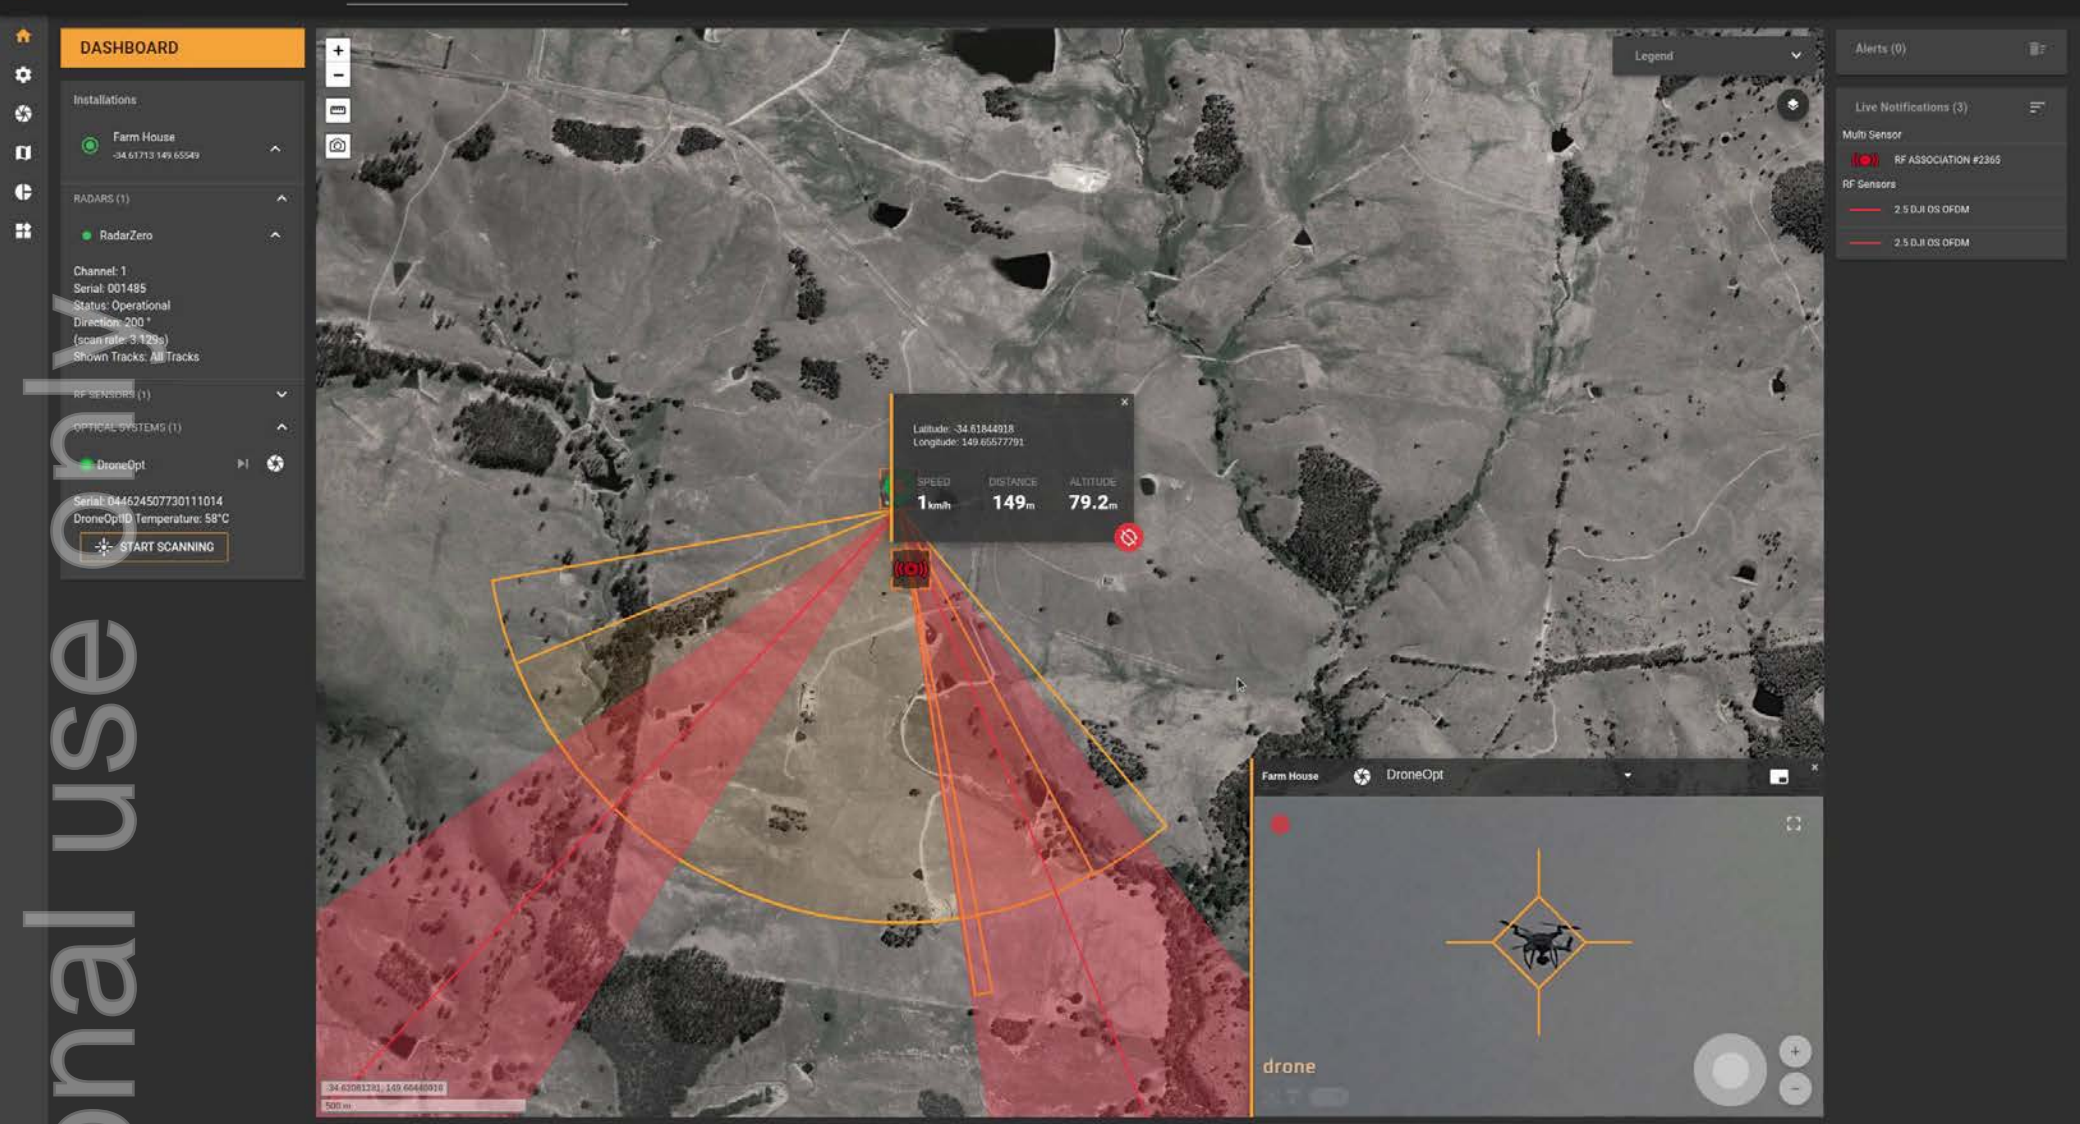 DASHBOARD
Installations
Farm House
-34.61713 149.65549
RADARS (1)
RadarZero
Channel: 1
Serial: 001485
Status: Operational
Direction: 200 °
(scan rate: 3.129s)
Shown Tracks: All Tracks
RF SENSORS (1)
OPTICAL SYSTEMS (1)
DroneOpt
Serial: 044624507730111014
DroneOptID Temperature: 58°C
START SCANNING
onal use only
+
−
Legend
Latitude: -34.61844918
Longitude: 149.65577791
SPEED DISTANCE ALTITUDE
1km/h 149m 79.2m
500 m
Farm House DroneOpt
drone
+
−
Alerts (0)
Live Notifications (3)
Multi Sensor
RF ASSOCIATION #2365
RF Sensors
2.5 DJI OS OFDM
2.5 DJI OS OFDM